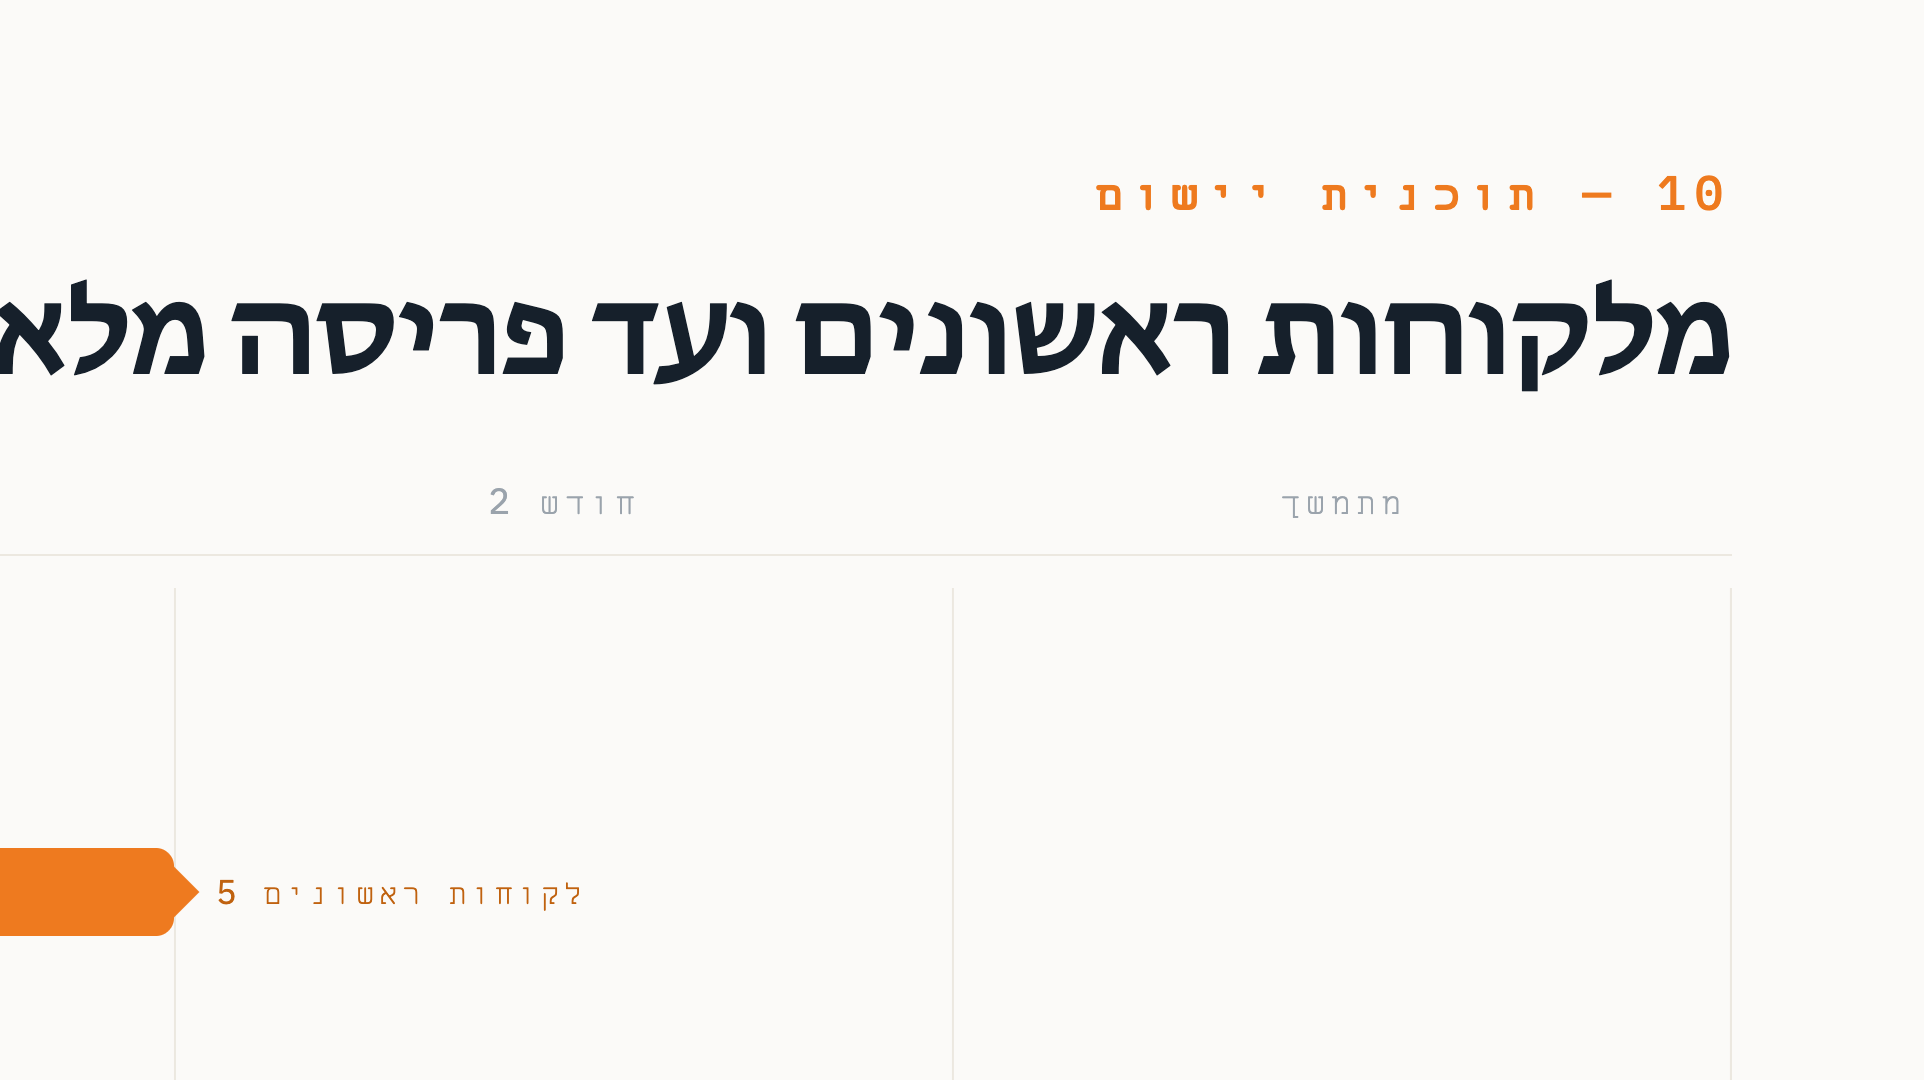 10 — תוכנית יישום
מלקוחות ראשונים ועד פריסה מלא
מתמשך
חודש 2
5 לקוחות ראשונים